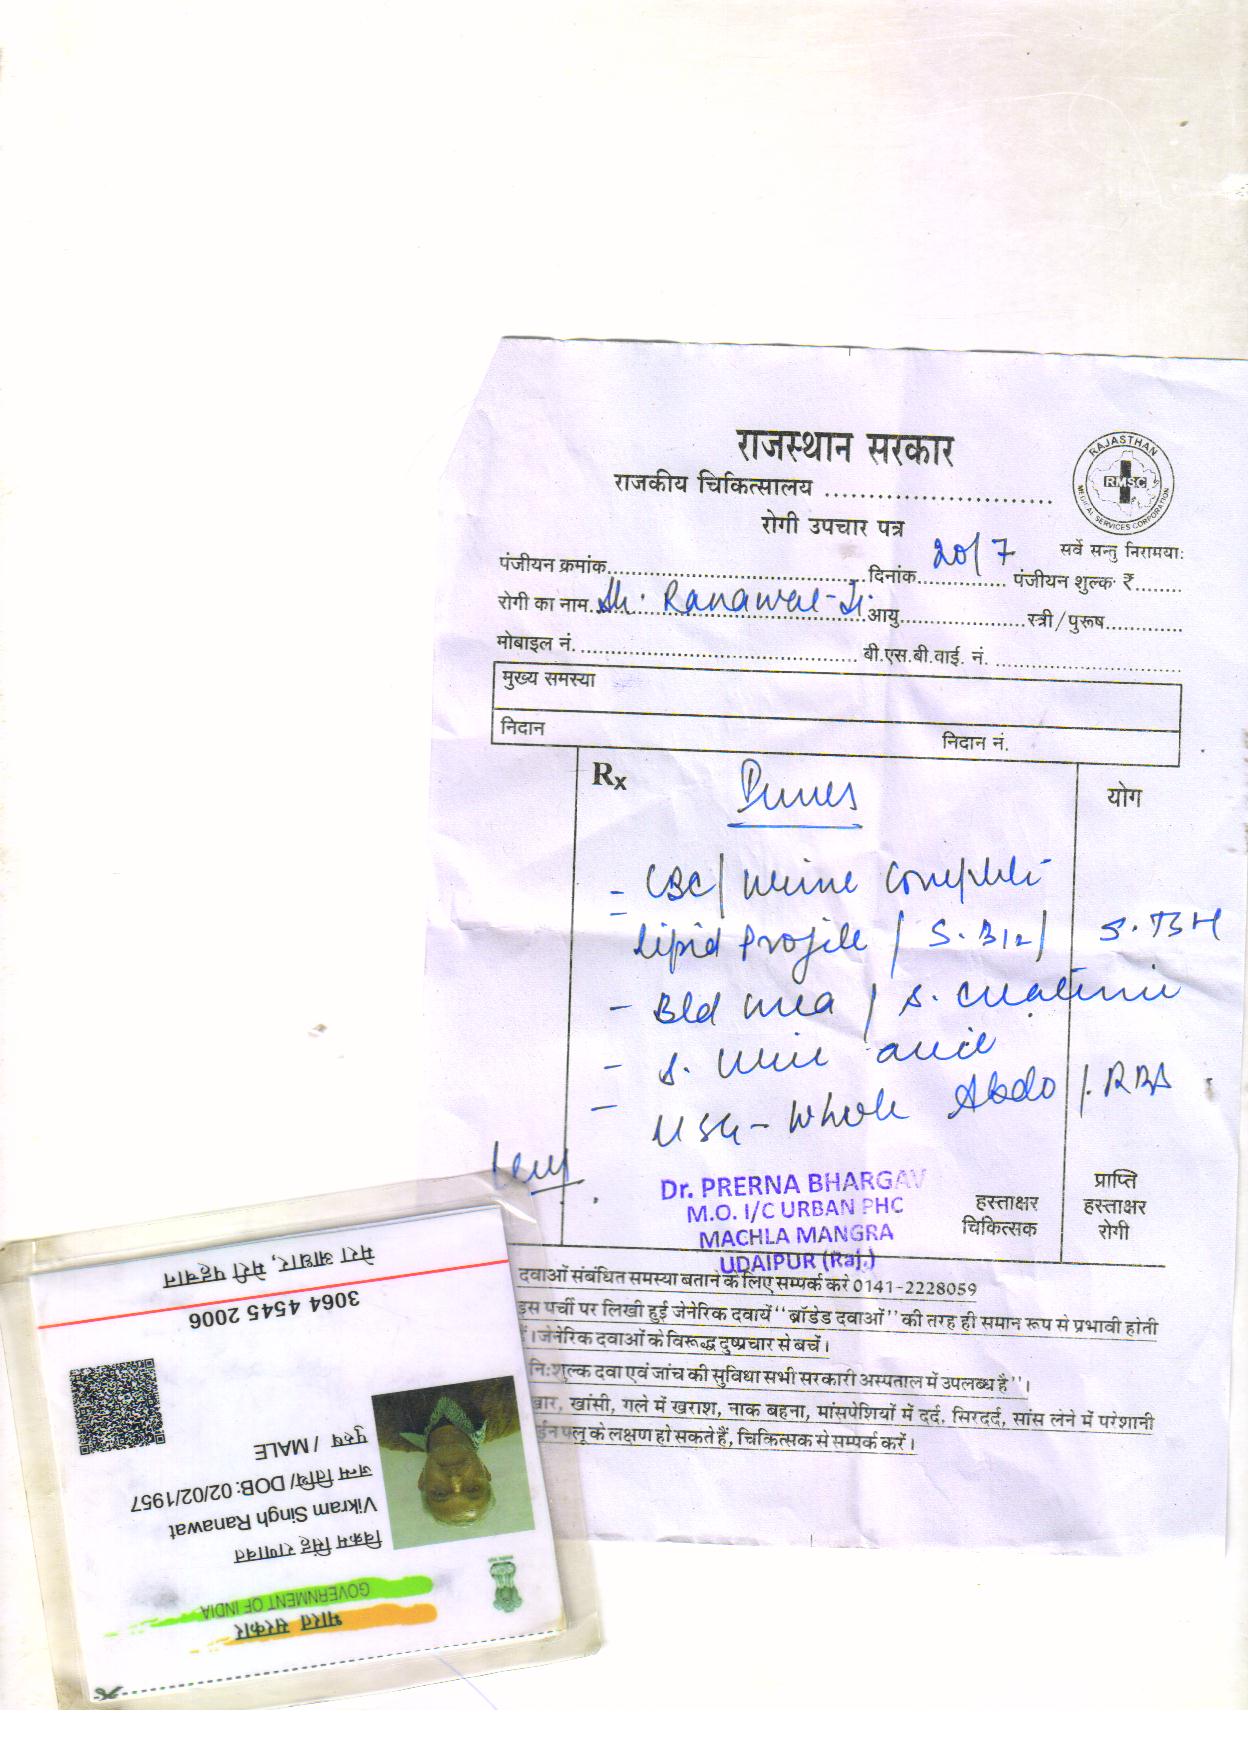 राजस्थान सरकार
राजकीय चिकित्सालय ..........................
रोगी उपचार पत्र
RAJASTHAN
RMSC
MEDICAL SERVICES CORPORATION
सर्वे सन्तु निरामयाः
पंजीयन क्रमांक............ दिनांक 20/7 पंजीयन शुल्क ₹........
रोगी का नाम. Sh. Ranawat-Ji आयु.................... स्त्री/पुरूष.............
मोबाइल नं. ............ बी.एस.बी.वाई. नं. ............
मुख्य समस्या
निदान निदान नं.
Rx योग
- CBC/ Urine Complete
Lipid Profile / S. B12/ S. TSH
- Bld urea / S. Creatinine
- S. Uric acid
- USG - Whole Abdo /. RBS
Dr. PRERNA BHARGAV
M.O. I/C URBAN PHC
MACHLA MANGRA
UDAIPUR (Raj.)
हस्ताक्षर चिकित्सक
प्राप्ति हस्ताक्षर रोगी
दवाओं संबंधित समस्या बताने के लिए सम्पर्क करे 0141-2228059
इस पर्ची पर लिखी हुई जेनेरिक दवायें "ब्रॉडेड दवाओं" की तरह ही समान रूप से प्रभावी होती
। जेनेरिक दवाओं के विरूद्ध दुष्प्रचार से बचें।
निःशुल्क दवा एवं जांच की सुविधा सभी सरकारी अस्पताल में उपलब्ध है"।
खांसी, गले में खराश, नाक बहना, मांसपेशियों में दर्द, सिरदर्द, सांस लेने में परेशानी
फ्लू के लक्षण हो सकते हैं, चिकित्सक से सम्पर्क करें।
भारत सरकार
GOVERNMENT OF INDIA
विक्रम सिंह राणावत
Vikram Singh Ranawat
जन्म तिथि/ DOB: 02/02/1957
पुरुष / MALE
3064 4545 2006
मेरा आधार, मेरी पहचान